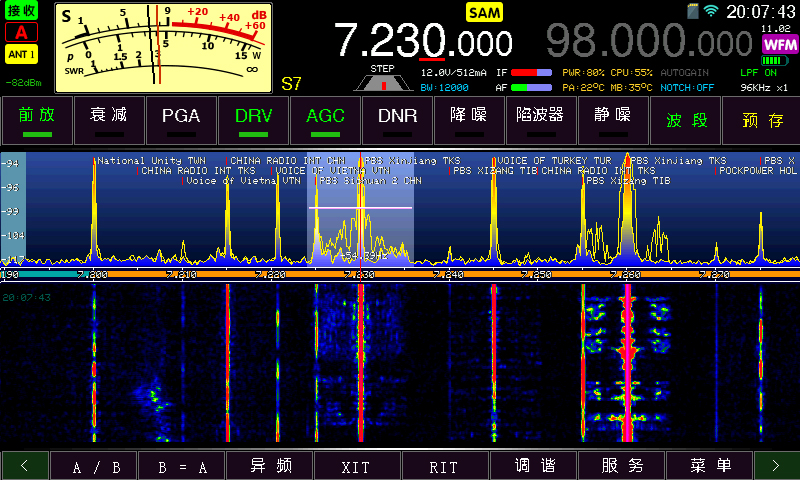 接收
A
ANT 1
-82dBm
S 1 5 9 +20 +40 dB +60
P 0 1 1.5 2 3 5 10 15 W
SWR 1 1.5 2 3 ∞
S7
SAM
7.230.000
98.000.000
20:07:43
11.02
WFM
STEP
12.0V/512mA
BW:12000
IF
AF
PWR:80% CPU:55% AUTOGAIN
PA:22ºC MB:35ºC NOTCH:OFF
LPF ON
96KHz x1
前放
衰减
PGA
DRV
AGC
DNR
降噪
陷波器
静噪
波段
预存
-94
-96
-99
-104
National Unity TWN
CHINA RADIO INT CHN
PBS Xinjiang TKS
VOICE OF TURKEY TUR
PBS Xinjiang TKS
PBS X
CHINA RADIO INT TKS
VOICE OF VIETNA VTN
PBS XIZANG TIB
CHINA RADIO INT TKS
POCKPOWER HOL
Voice of Vietna VTN
PBS Sichuan 2 CHN
PBS Xizang TIB
190 7.200 7.210 7.220 7.230 7.240 7.250 7.260 7.270
20:07:43
<
A / B
B = A
异频
XIT
RIT
调谐
服务
菜单
>